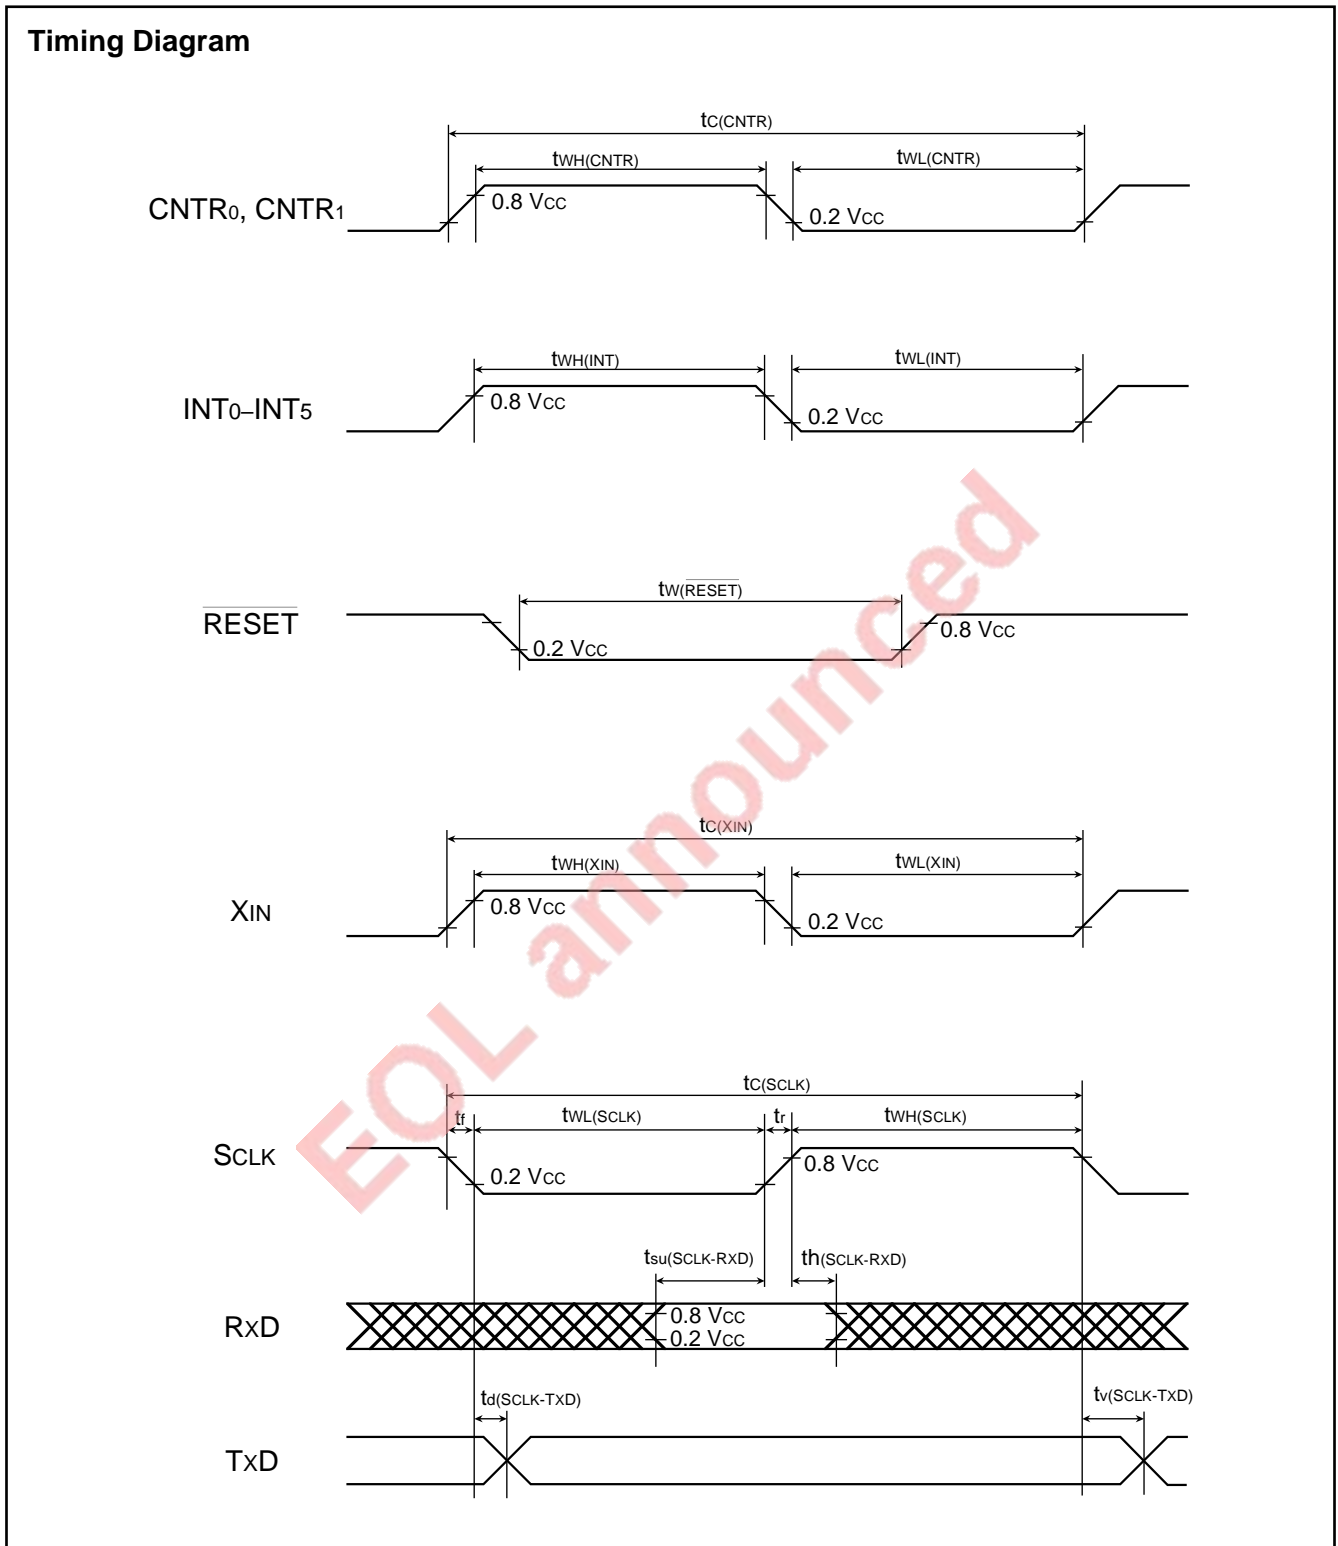 Timing Diagram
tC(CNTR)
tWH(CNTR)
tWL(CNTR)
CNTR0, CNTR1
0.8 VCC
0.2 VCC
tWH(INT)
tWL(INT)
INT0–INT5
0.8 VCC
0.2 VCC
tW(RESET)
RESET
0.2 VCC
0.8 VCC
tC(XIN)
tWH(XIN)
tWL(XIN)
XIN
0.8 VCC
0.2 VCC
tC(SCLK)
tf
tWL(SCLK)
tr
tWH(SCLK)
SCLK
0.2 VCC
0.8 VCC
tsu(SCLK-RXD)
th(SCLK-RXD)
RXD
0.8 VCC
0.2 VCC
td(SCLK-TXD)
tv(SCLK-TXD)
TXD
EOL announced